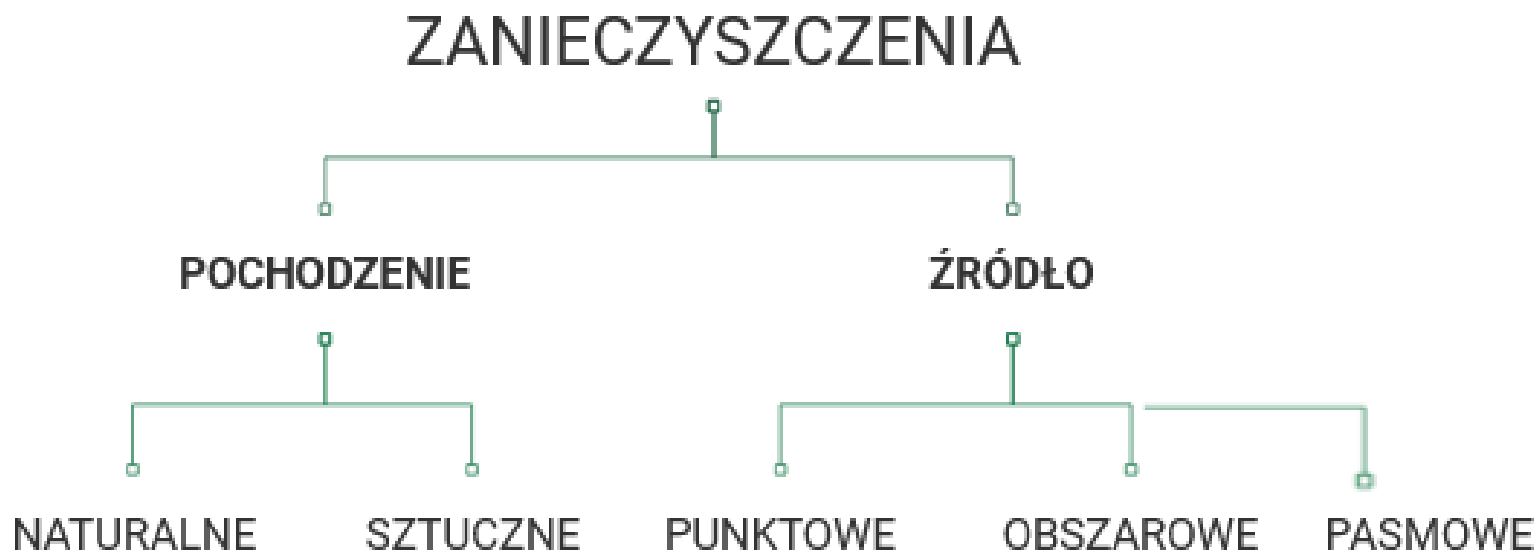 ZANIECZYSZCZENIA
POCHODZENIE ŹRÓDŁO
NATURALNE SZTUCZNE PUNKTOWE OBSZAROWE PASMOWE